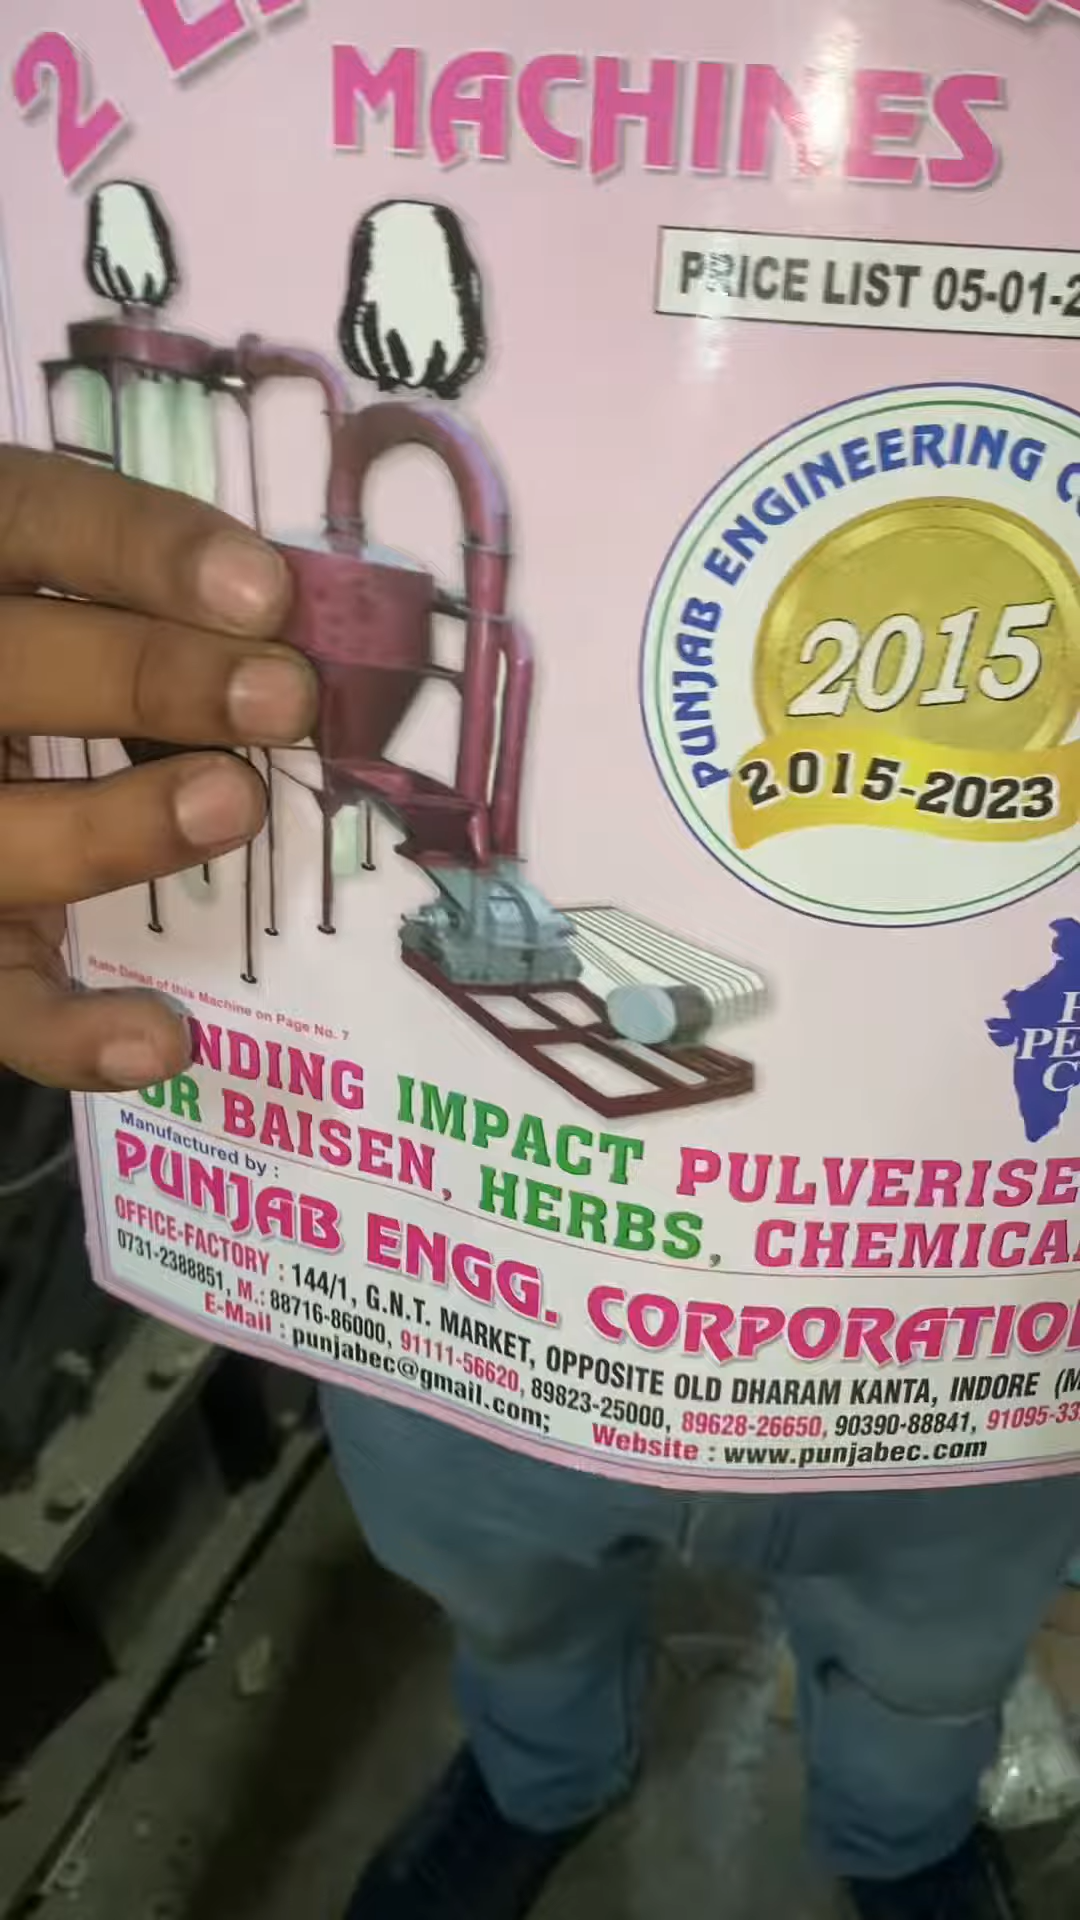 2
MACHINES
PRICE LIST 05-01-2
PUNJAB ENGINEERING
2015
2015-2023
Rate Detail of this Machine on Page No. 7
NDING IMPACT PULVERISE
OR BAISEN, HERBS, CHEMICA
Manufactured by :
PUNJAB ENGG. CORPORATIO
OFFICE-FACTORY : 144/1, G.N.T. MARKET, OPPOSITE OLD DHARAM KANTA, INDORE (M
0731-2388851, M.: 88716-86000, 91111-56620, 89823-25000, 89628-26650, 90390-88841, 91095-33
E-Mail : punjabec@gmail.com; Website : www.punjabec.com